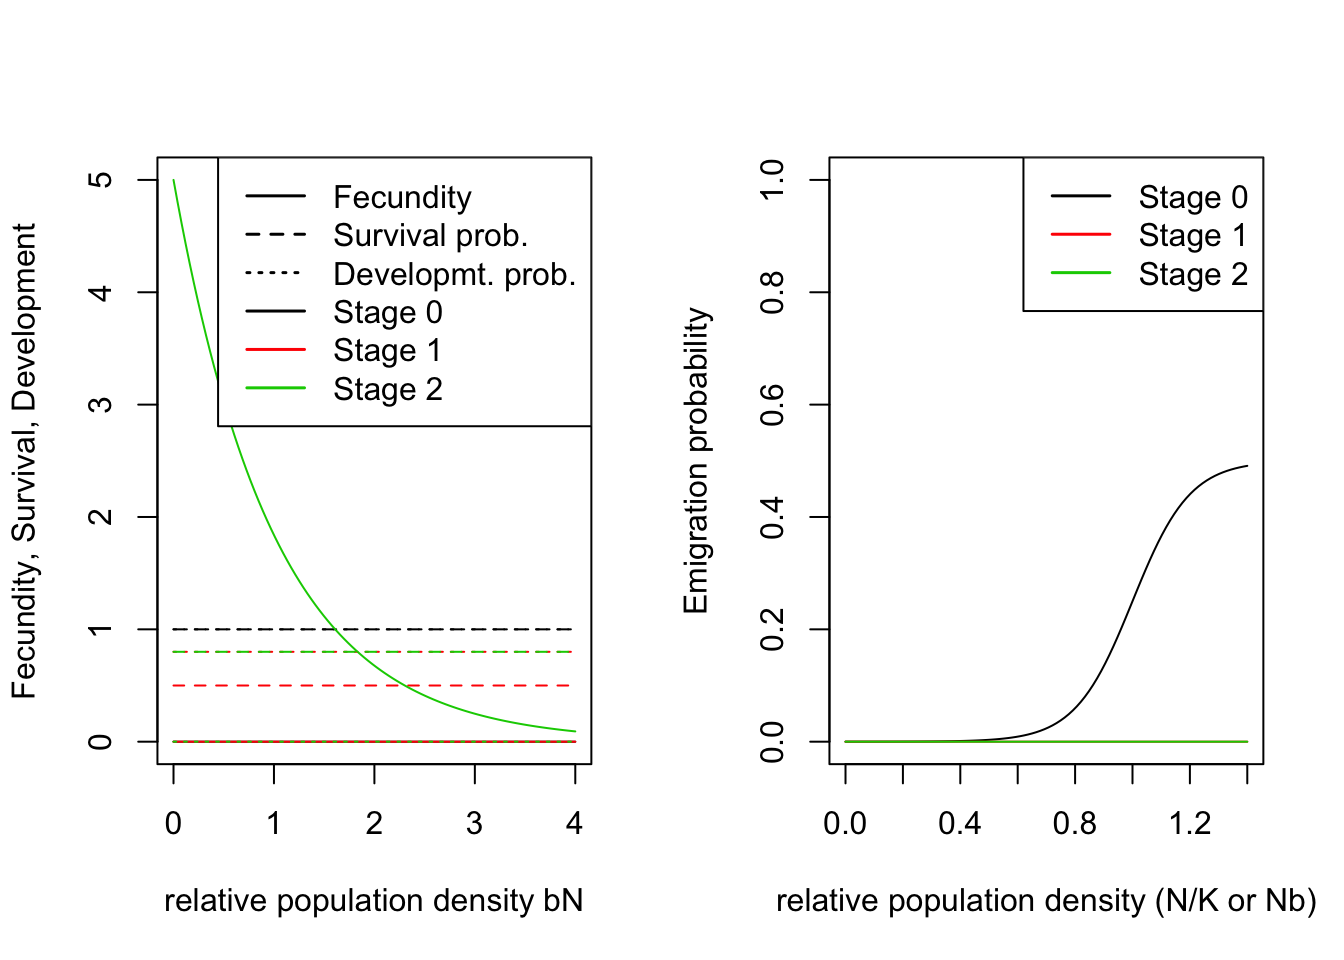 Fecundity, Survival, Development
5
4
3
2
1
0
Fecundity
Survival prob.
Developmt. prob.
Stage 0
Stage 1
Stage 2
0 1 2 3 4
relative population density bN
Emigration probability
1.0
0.8
0.6
0.4
0.2
0.0
Stage 0
Stage 1
Stage 2
0.0 0.4 0.8 1.2
relative population density (N/K or Nb)